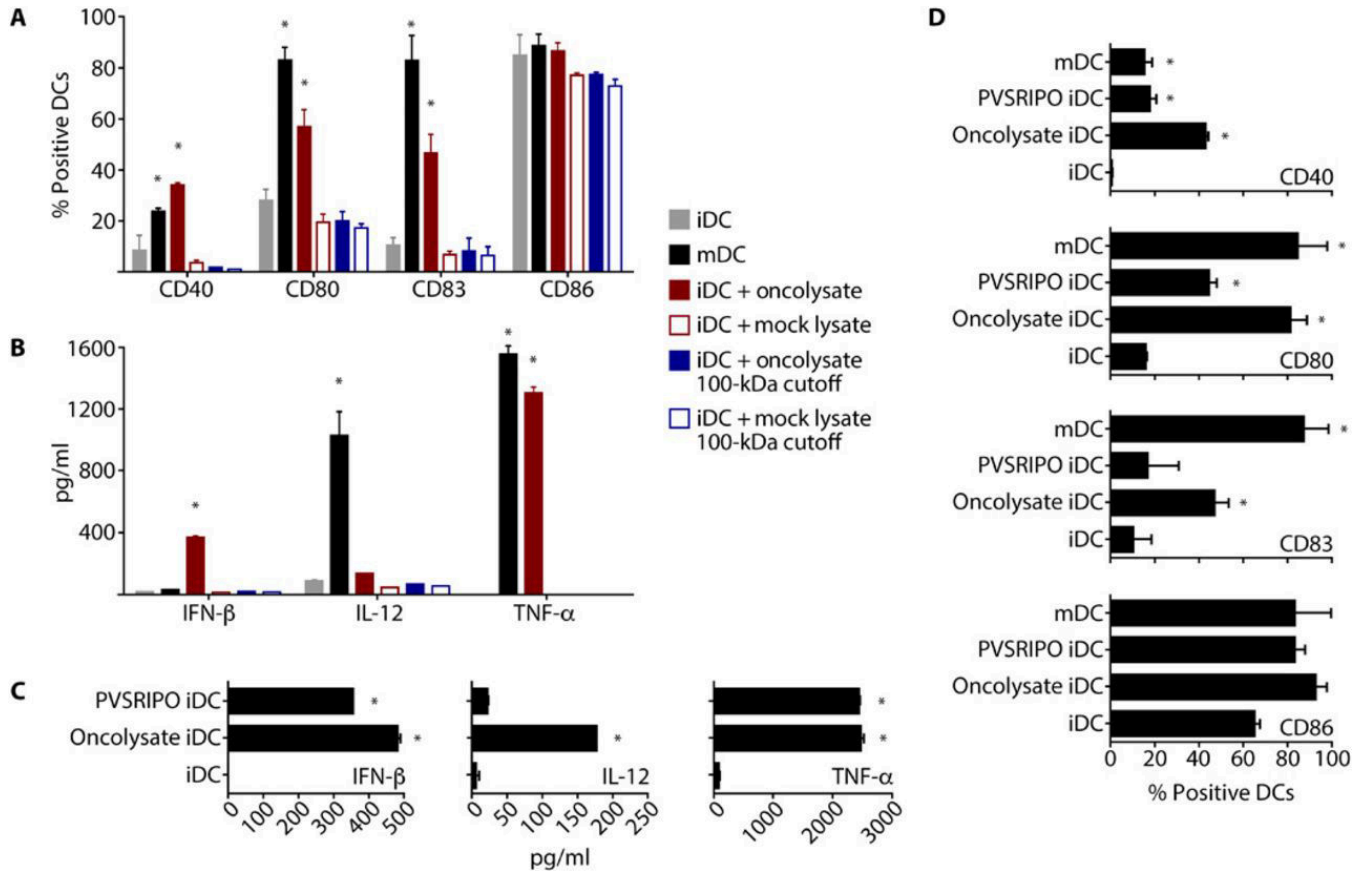 A
100
80
60
40
20
% Positive DCs
*
*
*
*
*
*
CD40
CD80
CD83
CD86
iDC
mDC
iDC + oncolysate
iDC + mock lysate
iDC + oncolysate
100-kDa cutoff
iDC + mock lysate
100-kDa cutoff
B
1600
1200
800
400
pg/ml
*
*
*
*
IFN-β
IL-12
TNF-α
C
PVSRIPO iDC
*
Oncolysate iDC
*
iDC
IFN-β
0
100
200
300
400
500
*
IL-12
0
50
100
150
200
250
pg/ml
*
*
TNF-α
0
1000
2000
3000
D
mDC
*
PVSRIPO iDC
*
Oncolysate iDC
*
iDC
CD40
mDC
*
PVSRIPO iDC
*
Oncolysate iDC
*
iDC
CD80
mDC
*
PVSRIPO iDC
Oncolysate iDC
*
iDC
CD83
mDC
PVSRIPO iDC
Oncolysate iDC
iDC
CD86
0 20 40 60 80 100
% Positive DCs